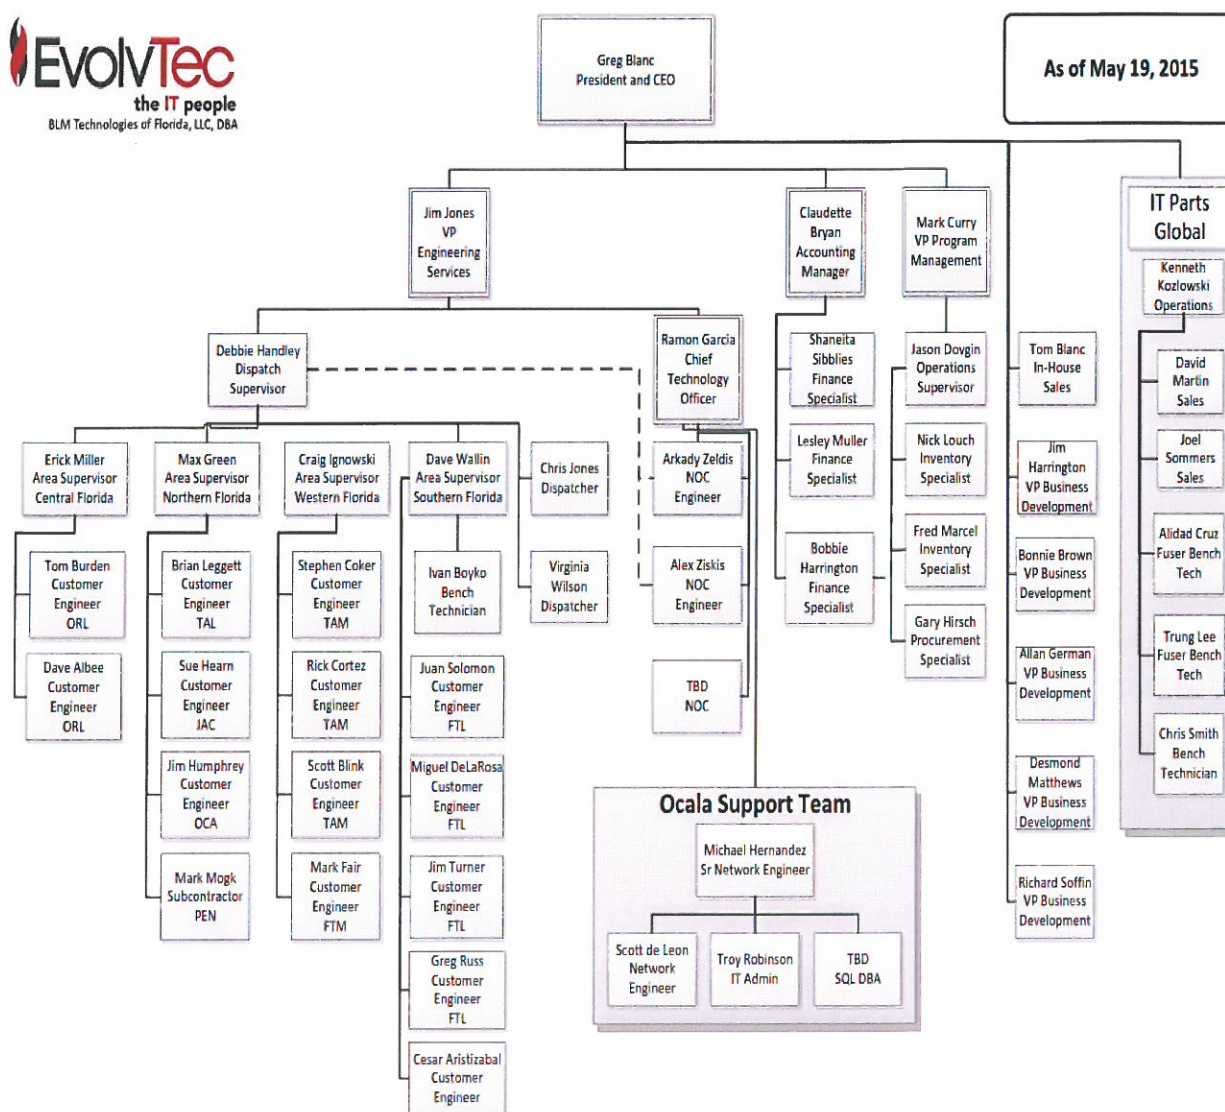 EvolvTec
the IT people
BLM Technologies of Florida, LLC, DBA
Greg Blanc
President and CEO
As of May 19, 2015
Jim Jones
VP
Engineering
Services
Claudette
Bryan
Accounting
Manager
Mark Curry
VP Program
Management
IT Parts
Global
Kenneth
Kozlowski
Operations
Debbie Handley
Dispatch
Supervisor
Ramon Garcia
Chief
Technology
Officer
Shaneita
Sibblies
Finance
Specialist
Jason Dovgin
Operations
Supervisor
Tom Blanc
In-House
Sales
David
Martin
Sales
Erick Miller
Area Supervisor
Central Florida
Max Green
Area Supervisor
Northern Florida
Craig Ignowski
Area Supervisor
Western Florida
Dave Wallin
Area Supervisor
Southern Florida
Chris Jones
Dispatcher
Arkady Zeldis
NOC
Engineer
Lesley Muller
Finance
Specialist
Nick Louch
Inventory
Specialist
Jim
Harrington
VP Business
Development
Joel
Sommers
Sales
Tom Burden
Customer
Engineer
ORL
Brian Leggett
Customer
Engineer
TAL
Stephen Coker
Customer
Engineer
TAM
Ivan Boyko
Bench
Technician
Virginia
Wilson
Dispatcher
Alex Ziskis
NOC
Engineer
Bobbie
Harrington
Finance
Specialist
Fred Marcel
Inventory
Specialist
Bonnie Brown
VP Business
Development
Alidad Cruz
Fuser Bench
Tech
Dave Albee
Customer
Engineer
ORL
Sue Hearn
Customer
Engineer
JAC
Rick Cortez
Customer
Engineer
TAM
Juan Solomon
Customer
Engineer
FTL
TBD
NOC
Gary Hirsch
Procurement
Specialist
Allan German
VP Business
Development
Trung Lee
Fuser Bench
Tech
Jim Humphrey
Customer
Engineer
OCA
Scott Blink
Customer
Engineer
TAM
Miguel DeLaRosa
Customer
Engineer
FTL
Desmond
Matthews
VP Business
Development
Chris Smith
Bench
Technician
Mark Mogk
Subcontractor
PEN
Mark Fair
Customer
Engineer
FTM
Jim Turner
Customer
Engineer
FTL
Ocala Support Team
Michael Hernandez
Sr Network Engineer
Richard Soffin
VP Business
Development
Scott de Leon
Network
Engineer
Troy Robinson
IT Admin
TBD
SQL DBA
Greg Russ
Customer
Engineer
FTL
Cesar Aristizabal
Customer
Engineer